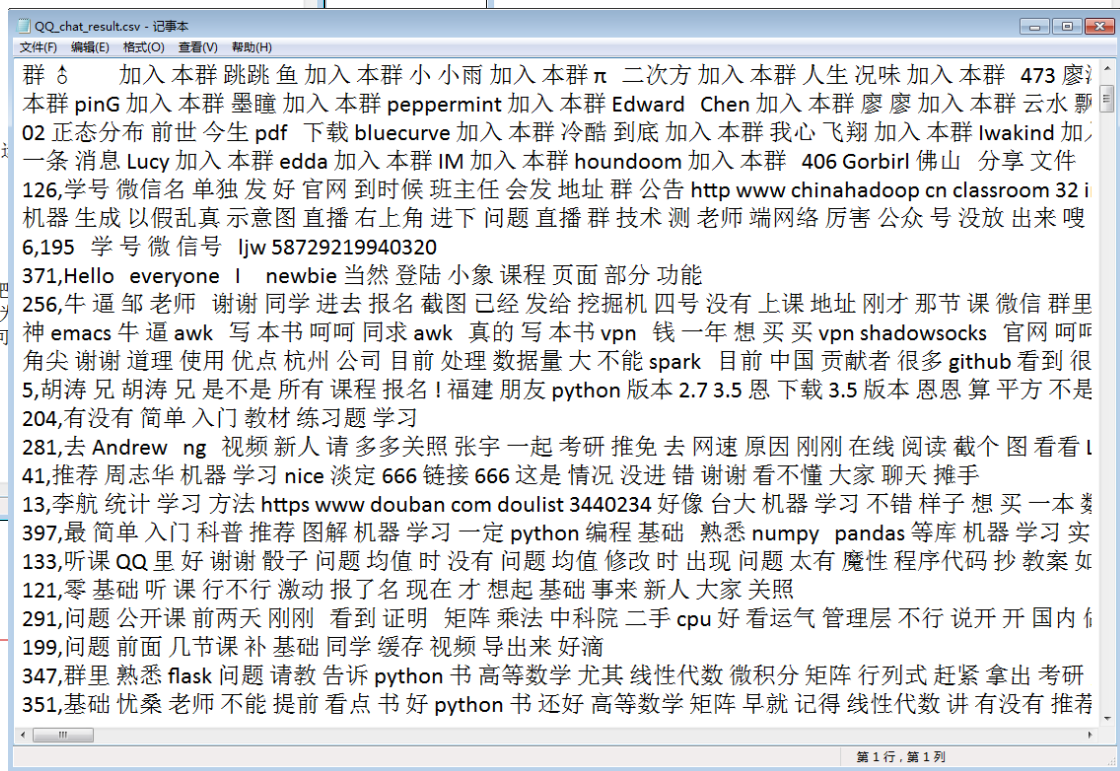 QQ_chat_result.csv - 记事本
文件(F) 编辑(E) 格式(O) 查看(V) 帮助(H)
群 ♂ 加入 本群 跳跳 鱼 加入 本群 小 小雨 加入 本群 π 二次方 加入 本群 人生 况味 加入 本群 473 廖
本群 pinG 加入 本群 墨瞳 加入 本群 peppermint 加入 本群 Edward Chen 加入 本群 廖 廖 加入 本群 云水 飘
02 正态分布 前世 今生 pdf 下载 bluecurve 加入 本群 冷酷 到底 加入 本群 我心 飞翔 加入 本群 lwakind 加入
一条 消息 Lucy 加入 本群 edda 加入 本群 IM 加入 本群 houndoom 加入 本群 406 Gorbirl 佛山 分享 文件
126,学号 微信名 单独 发 好 官网 到时候 班主任 会发 地址 群 公告 http www chinahadoop cn classroom 32 i
机器 生成 以假乱真 示意图 直播 右上角 进下 问题 直播 群 技术 测 老师 端网络 厉害 公众 号 没放 出来 嗖
6,195 学 号 微 信号 ljw 58729219940320
371,Hello everyone I newbie 当然 登陆 小象 课程 页面 部分 功能
256,牛 逼 邹 老师 谢谢 同学 进去 报名 截图 已经 发给 挖掘机 四号 没有 上课 地址 刚才 那节 课 微信 群里
神 emacs 牛 逼 awk 写 本书 呵呵 同求 awk 真的 写 本书 vpn 钱 一年 想 买 买 vpn shadowsocks 官网 呵呵
角尖 谢谢 道理 使用 优点 杭州 公司 目前 处理 数据量 大 不能 spark 目前 中国 贡献者 很多 github 看到 很
5,胡涛 兄 胡涛 兄 是不是 所有 课程 报名 ! 福建 朋友 python 版本 2.7 3.5 恩 下载 3.5 版本 恩恩 算 平方 不是
204,有没有 简单 入门 教材 练习题 学习
281,去 Andrew ng 视频 新人 请 多多关照 张宇 一起 考研 推免 去 网速 原因 刚刚 在线 阅读 截个 图 看看 L
41,推荐 周志华 机器 学习 nice 淡定 666 链接 666 这是 情况 没进 错 谢谢 看不懂 大家 聊天 摊手
13,李航 统计 学习 方法 https www douban com doulist 3440234 好像 台大 机器 学习 不错 样子 想 买 一本 数
397,最 简单 入门 科普 推荐 图解 机器 学习 一定 python 编程 基础 熟悉 numpy pandas 等库 机器 学习 实
133,听课 QQ 里 好 谢谢 骰子 问题 均值 时 没有 问题 均值 修改 时 出现 问题 太有 魔性 程序代码 抄 教案 如
121,零 基础 听 课 行不行 激动 报了 名 现在 才 想起 基础 事来 新人 大家 关照
291,问题 公开课 前两天 刚刚 看到 证明 矩阵 乘法 中科院 二手 cpu 好 看运气 管理层 不行 说开 开 国内
199,问题 前面 几节课 补 基础 同学 缓存 视频 导出来 好滴
347,群里 熟悉 flask 问题 请教 告诉 python 书 高等数学 尤其 线性代数 微积分 矩阵 行列式 赶紧 拿出 考研
351,基础 忧桑 老师 不能 提前 看点 书 好 python 书 还好 高等数学 矩阵 早就 记得 线性代数 讲 有没有 推荐
第 1 行，第 1 列